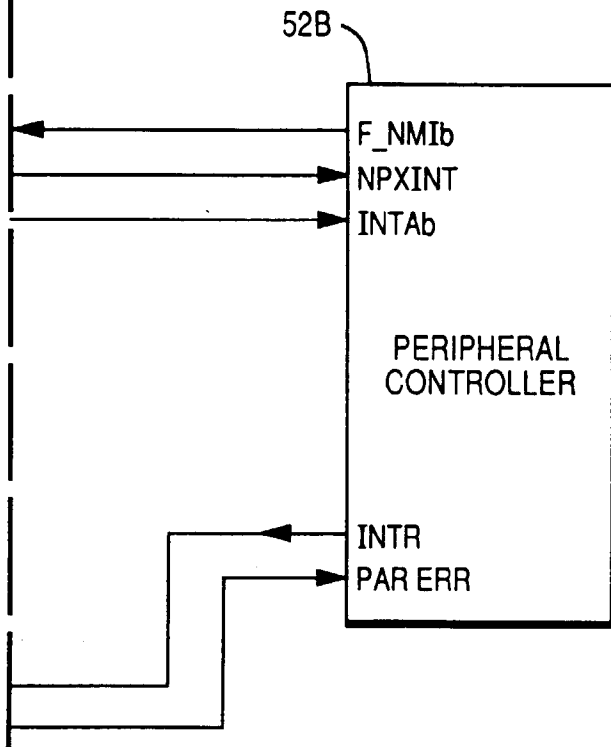 52B
F_NMIb
NPXINT
INTAb
PERIPHERAL
CONTROLLER
INTR
PAR ERR